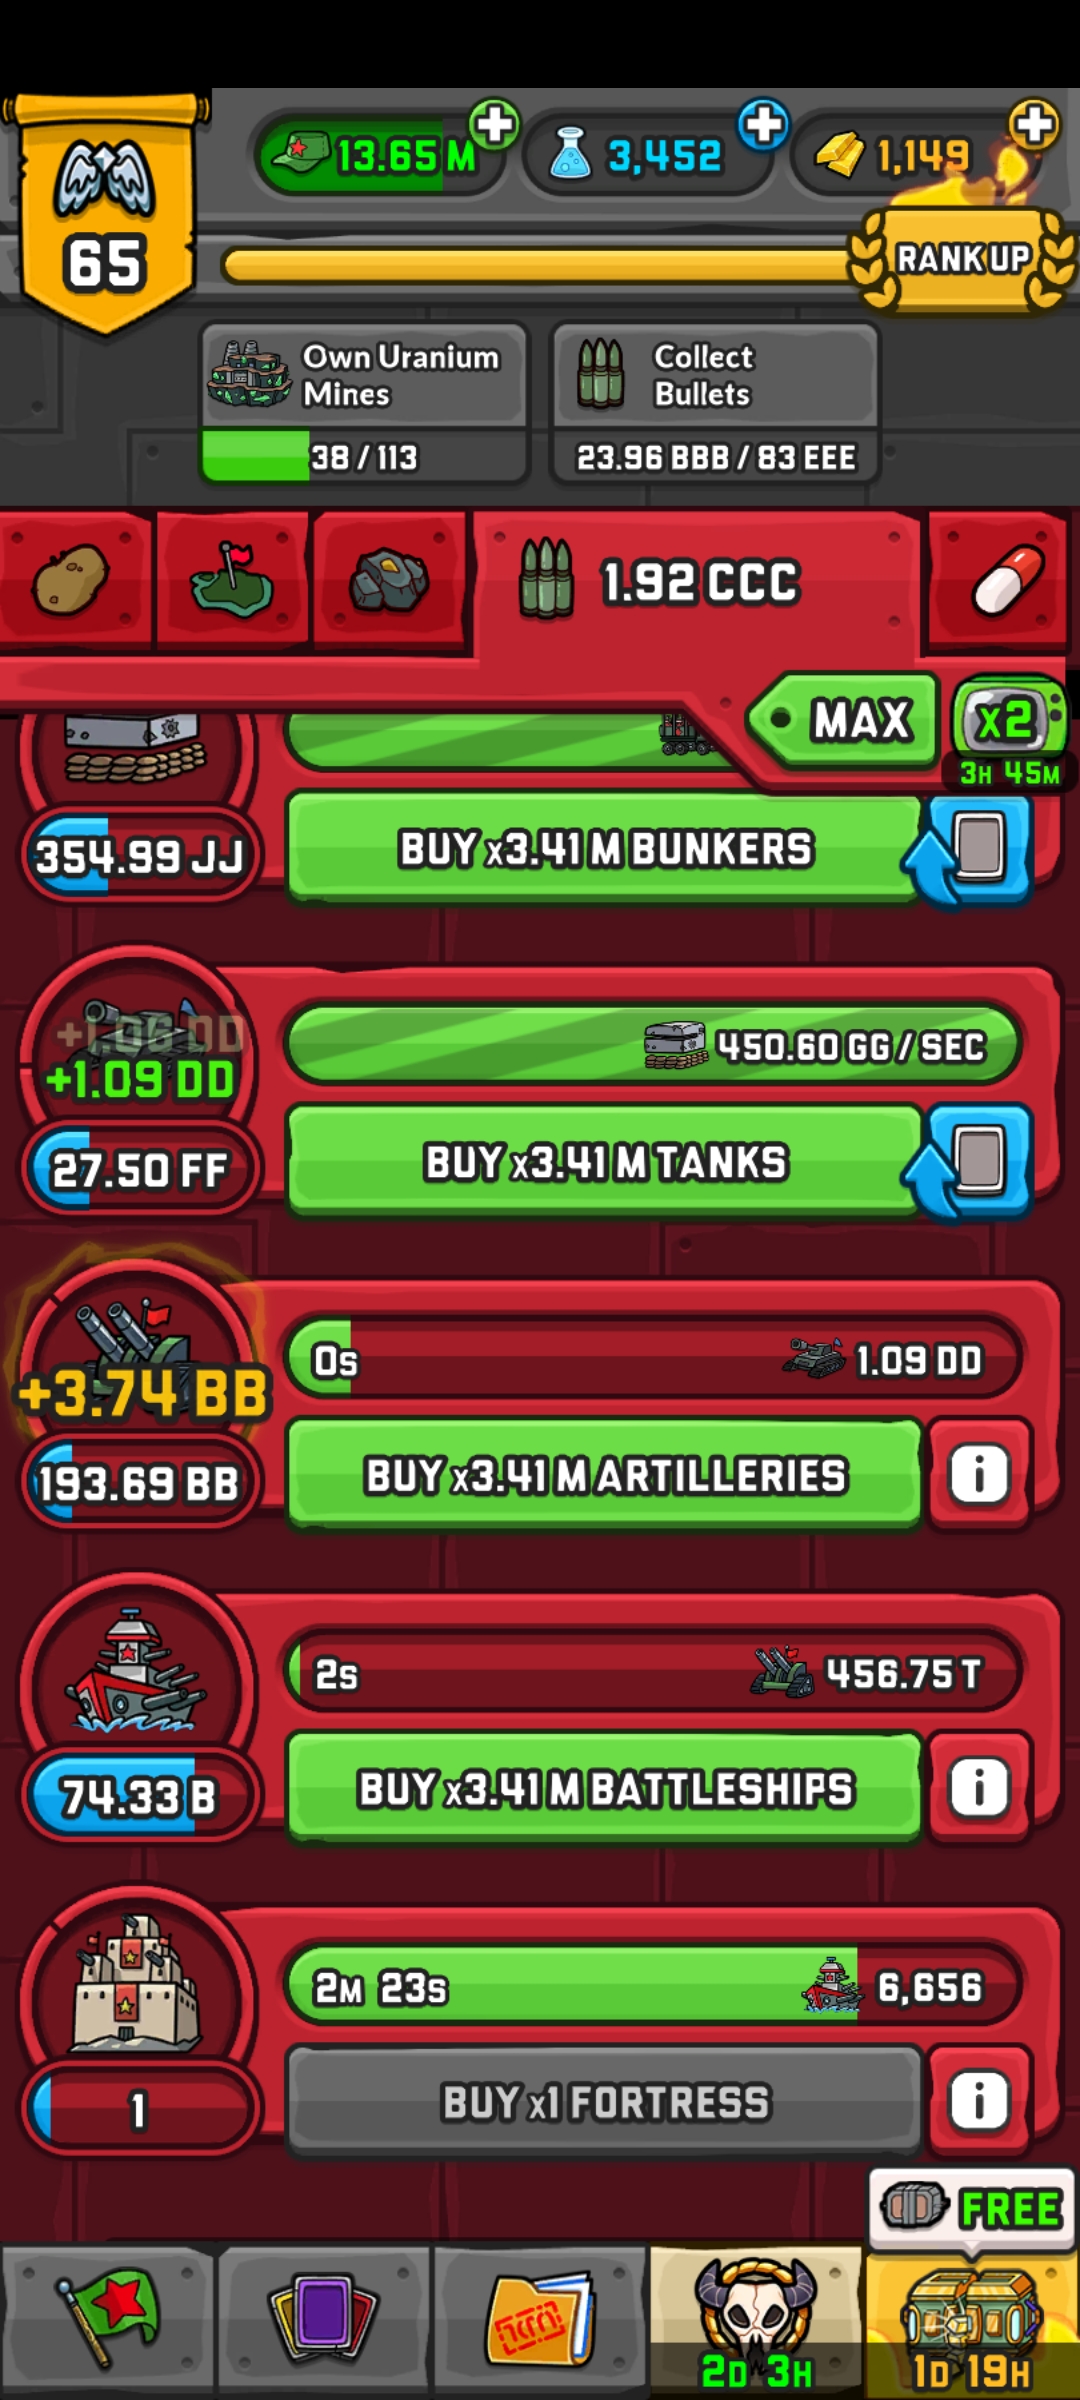 13.65 M
3,452
1,149
65
RANK UP
Own Uranium
Mines
38 / 113
Collect
Bullets
23.96 BBB / 83 EEE
1.92 CCC
MAX
x2
3H 45M
354.99 JJ
BUY x3.41 M BUNKERS
+1.06 DD
+1.09 DD
450.60 GG / SEC
27.50 FF
BUY x3.41 M TANKS
0s
1.09 DD
+3.74 BB
193.69 BB
BUY x3.41 M ARTILLERIES
i
2s
456.75 T
74.33 B
BUY x3.41 M BATTLESHIPS
i
2M 23s
6,656
1
BUY x1 FORTRESS
i
FREE
2D 3H
1D 19H